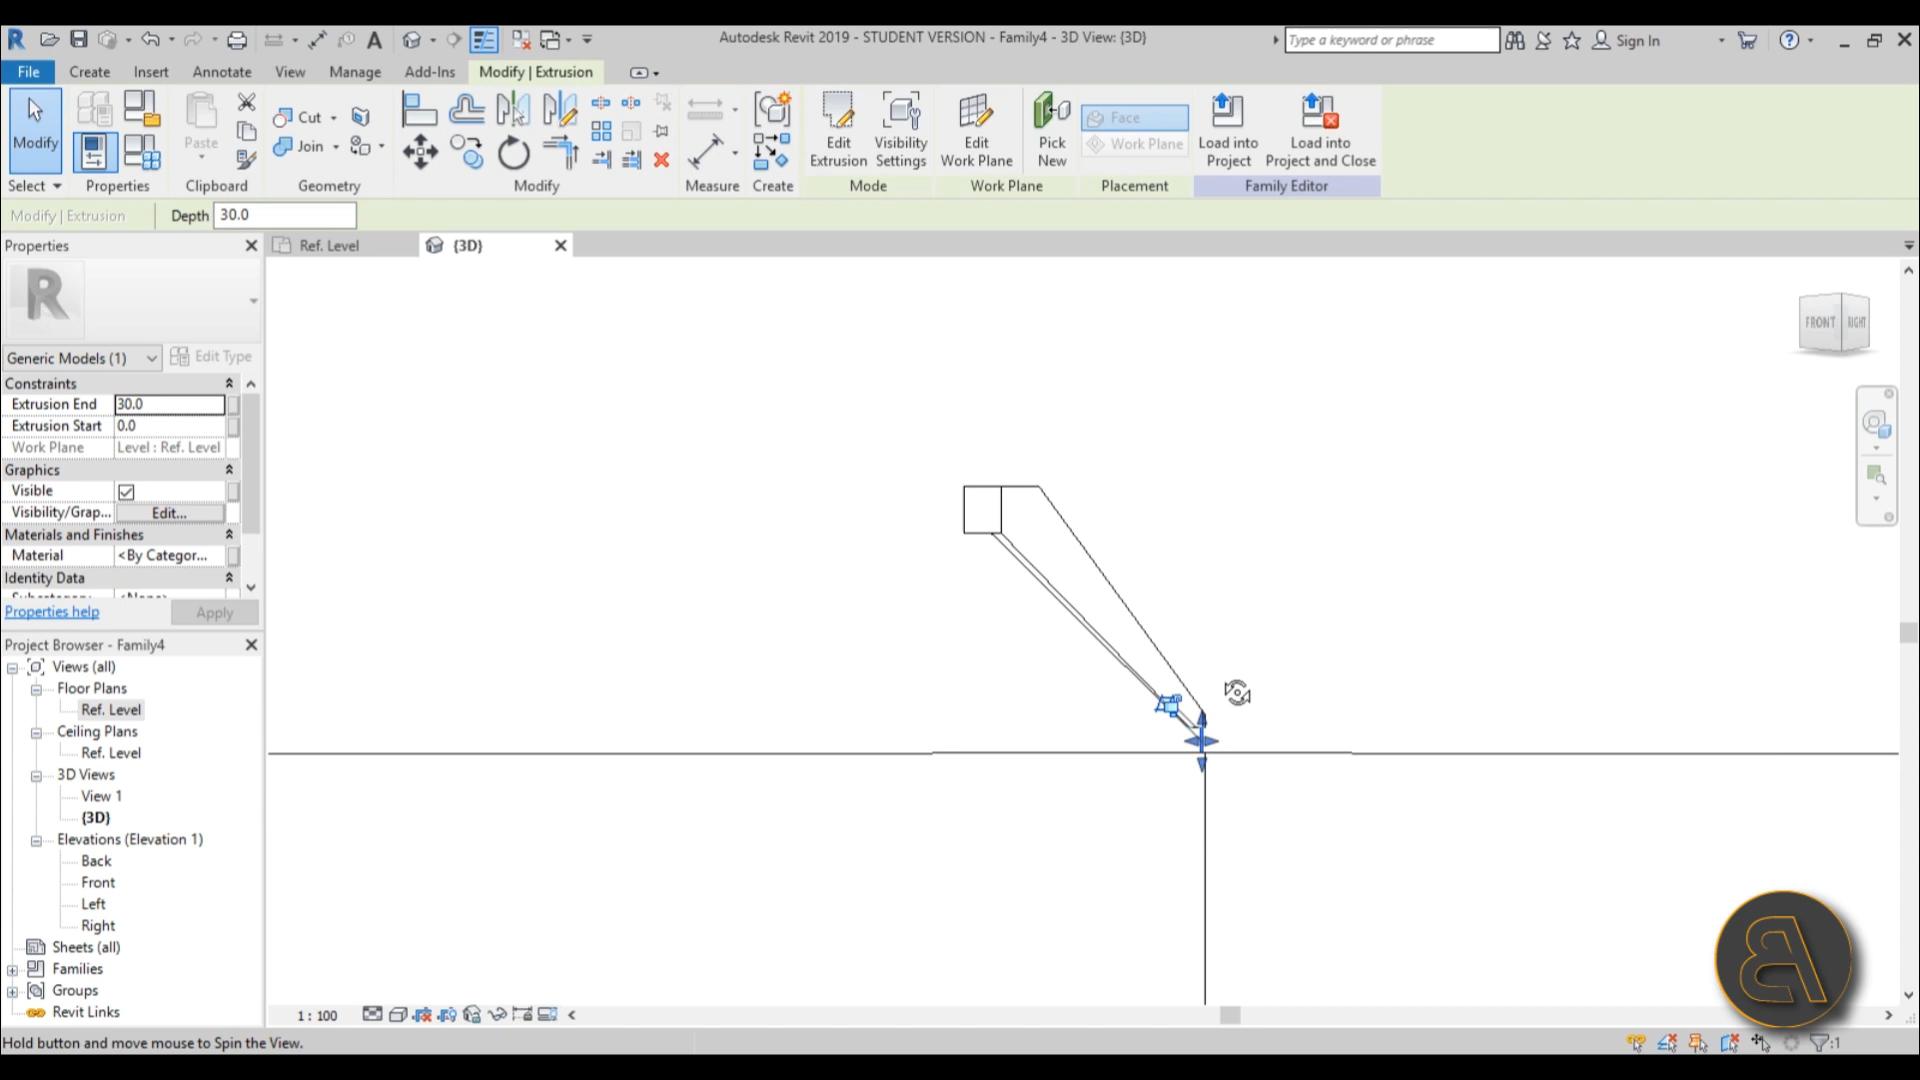 Autodesk Revit 2019 - STUDENT VERSION - Family4 - 3D View: {3D}
Type a keyword or phrase
Sign In
File Create Insert Annotate View Manage Add-Ins Modify | Extrusion
Modify
Paste
Cut
Join
Edit Extrusion
Visibility Settings
Edit Work Plane
Pick New
Face
Work Plane
Load into Project
Load into Project and Close
Select Properties Clipboard Geometry Modify Measure Create Mode Work Plane Placement Family Editor
Modify | Extrusion Depth 30.0
Properties
Ref. Level
{3D}
FRONT RIGHT
Generic Models (1) Edit Type
Constraints
Extrusion End 30.0
Extrusion Start 0.0
Work Plane Level : Ref. Level
Graphics
Visible
Visibility/Grap... Edit...
Materials and Finishes
Material <By Categor...
Identity Data
Properties help Apply
Project Browser - Family4
Views (all)
Floor Plans
Ref. Level
Ceiling Plans
Ref. Level
3D Views
View 1
{3D}
Elevations (Elevation 1)
Back
Front
Left
Right
Sheets (all)
Families
Groups
Revit Links
1 : 100
Hold button and move mouse to Spin the View.
:1